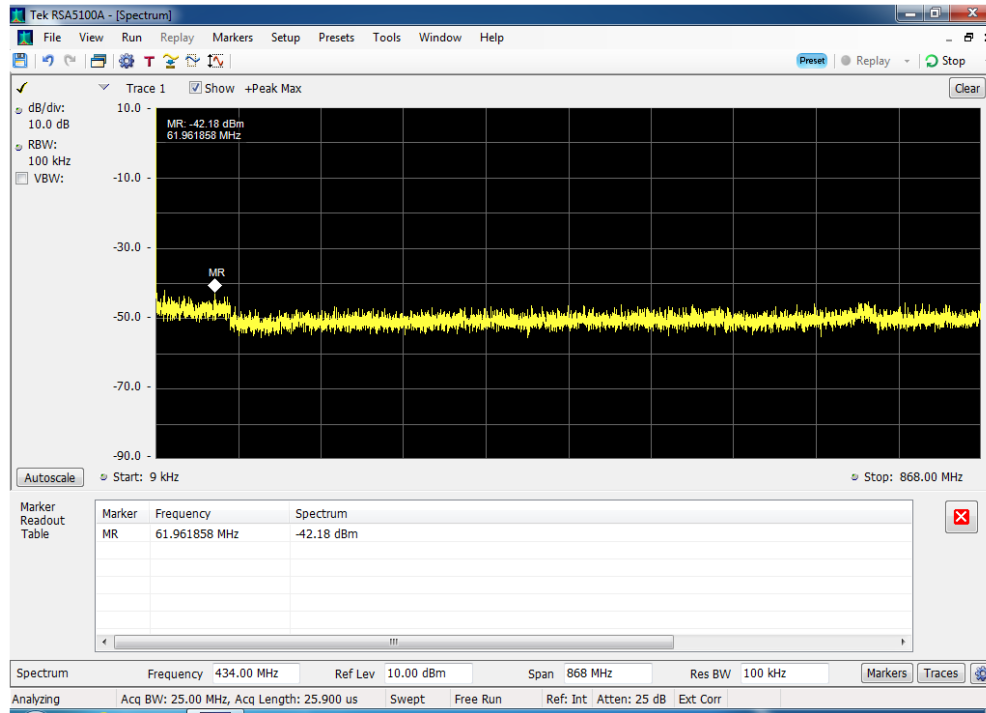 Tek RSA5100A - [Spectrum]
File View Run Replay Markers Setup Presets Tools Window Help
T Preset Replay Stop
Trace 1 Show +Peak Max Clear
dB/div:
10.0 dB
RBW:
100 kHz
VBW:
10.0 -
-10.0 -
-30.0 -
-50.0 -
-70.0 -
-90.0 -
MR: -42.18 dBm
61.961858 MHz
MR
Autoscale Start: 9 kHz Stop: 868.00 MHz
Marker
Readout
Table
Marker Frequency Spectrum
MR 61.961858 MHz -42.18 dBm
Spectrum Frequency 434.00 MHz Ref Lev 10.00 dBm Span 868 MHz Res BW 100 kHz Markers Traces
Analyzing Acq BW: 25.00 MHz, Acq Length: 25.900 us Swept Free Run Ref: Int Atten: 25 dB Ext Corr